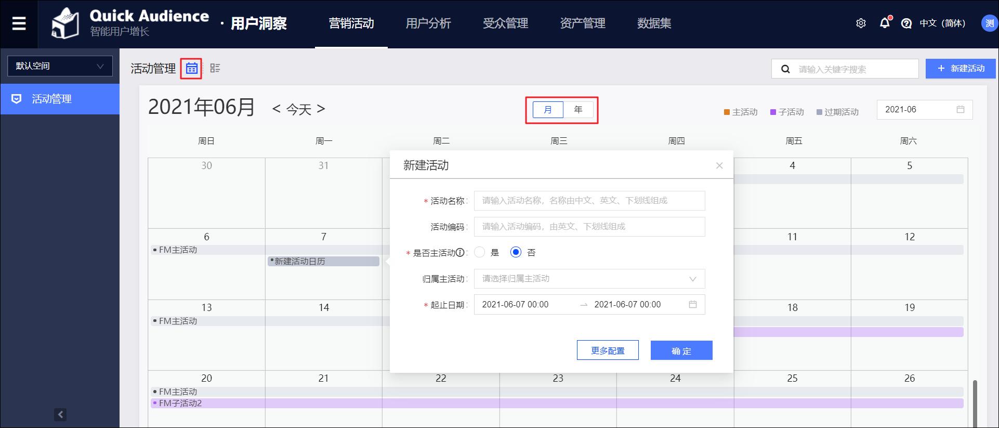 Quick Audience
智能用户增长
· 用户洞察
营销活动 用户分析 受众管理 资产管理 数据集
中文（简体）
测
默认空间
活动管理
活动管理
请输入关键字搜索
+ 新建活动
2021年06月
< 今天 >
月 年
主活动 子活动 过期活动
2021-06
周日 周一 周二 周三 周四 周五 周六
30 31 4 5
6 7 11 12
FM主活动
新建活动日历
13 14 18 19
FM主活动
20 21 22 23 24 25 26
FM主活动
FM子活动2
新建活动
* 活动名称: 请输入活动名称，名称由中文、英文、下划线组成
活动编码: 请输入活动编码，由英文、下划线组成
* 是否主活动: 是 否
归属主活动: 请选择归属主活动
* 起止日期: 2021-06-07 00:00 → 2021-06-07 00:00
更多配置 确 定